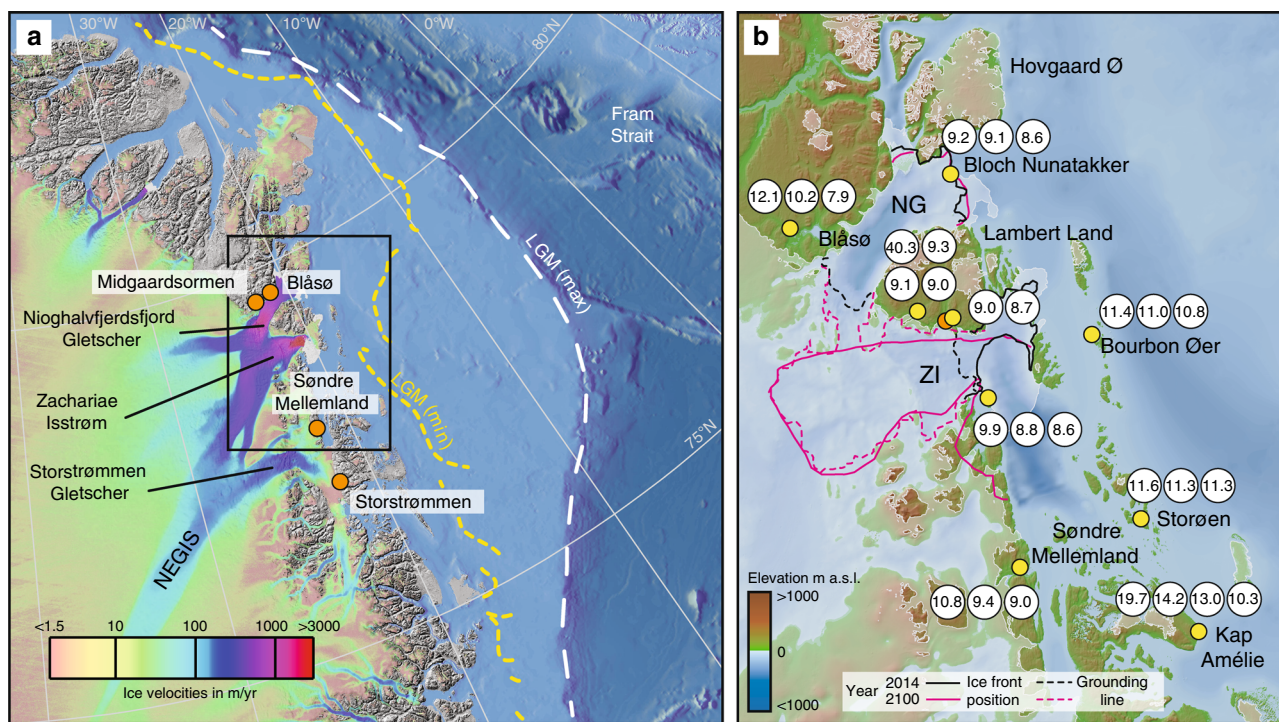 a
30°W
20°W
10°W
0°W
80°N
Fram
Strait
LGM (max)
Midgaardsormen
Blåsø
Nioghalvfjerdsfjord
Gletscher
Zachariae
Isstrøm
Søndre
Mellemland
LGM (min)
75°N
Storstrømmen
Gletscher
Storstrømmen
NEGIS
<1.5 10 100 1000 >3000
Ice velocities in m/yr
b
Hovgaard Ø
9.2 9.1 8.6
Bloch Nunatakker
12.1 10.2 7.9
NG
Blåsø
40.3 9.3
Lambert Land
9.1 9.0
9.0 8.7
11.4 11.0 10.8
Bourbon Øer
ZI
9.9 8.8 8.6
11.6 11.3 11.3
Storøen
Søndre
Mellemland
10.8 9.4 9.0
19.7 14.2 13.0 10.3
Kap
Amélie
Elevation m a.s.l.
>1000
0
<1000
Year 2014 Ice front Grounding
2100 position line